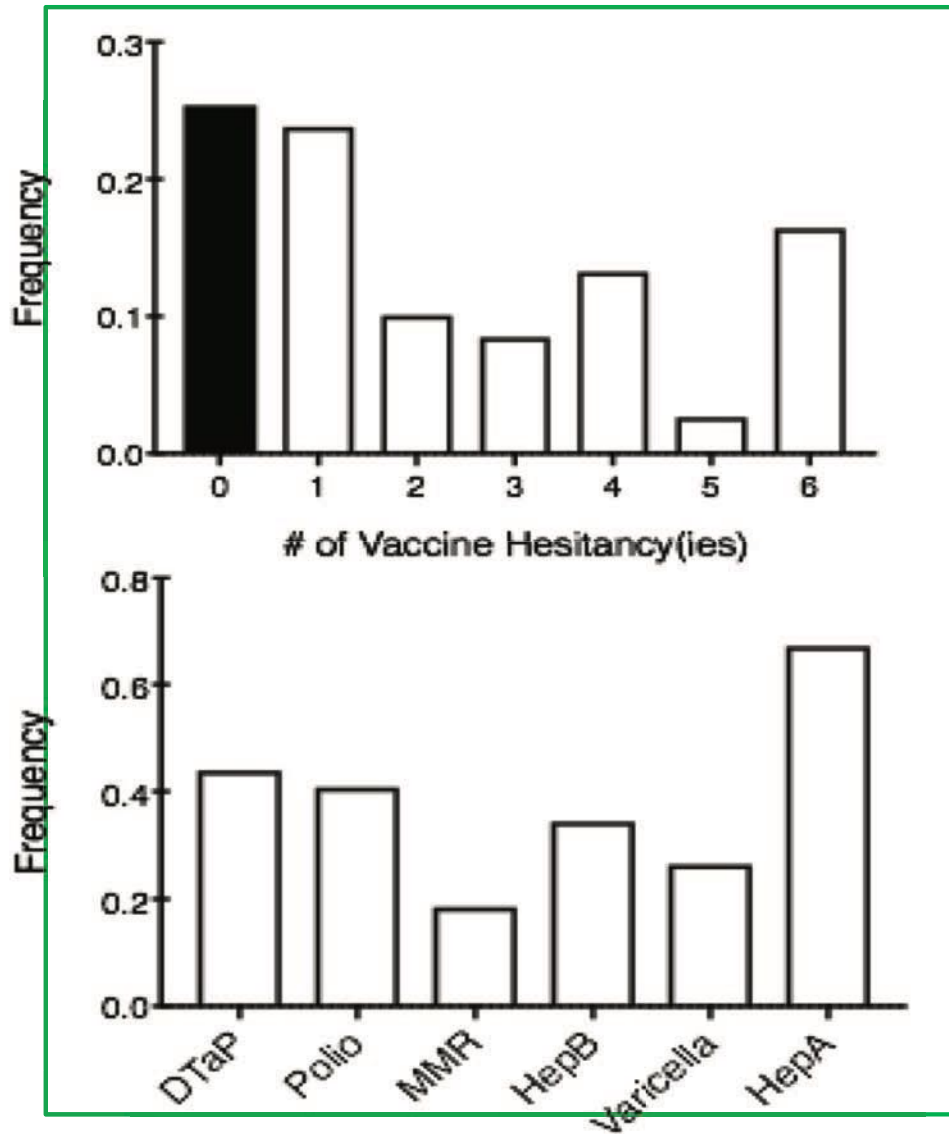 0.3
0.2
0.1
0.0
Frequency
0 1 2 3 4 5 6
# of Vaccine Hesitancy(ies)
0.8
0.6
0.4
0.2
0.0
Frequency
DTaP Polio MMR HepB Varicella HepA